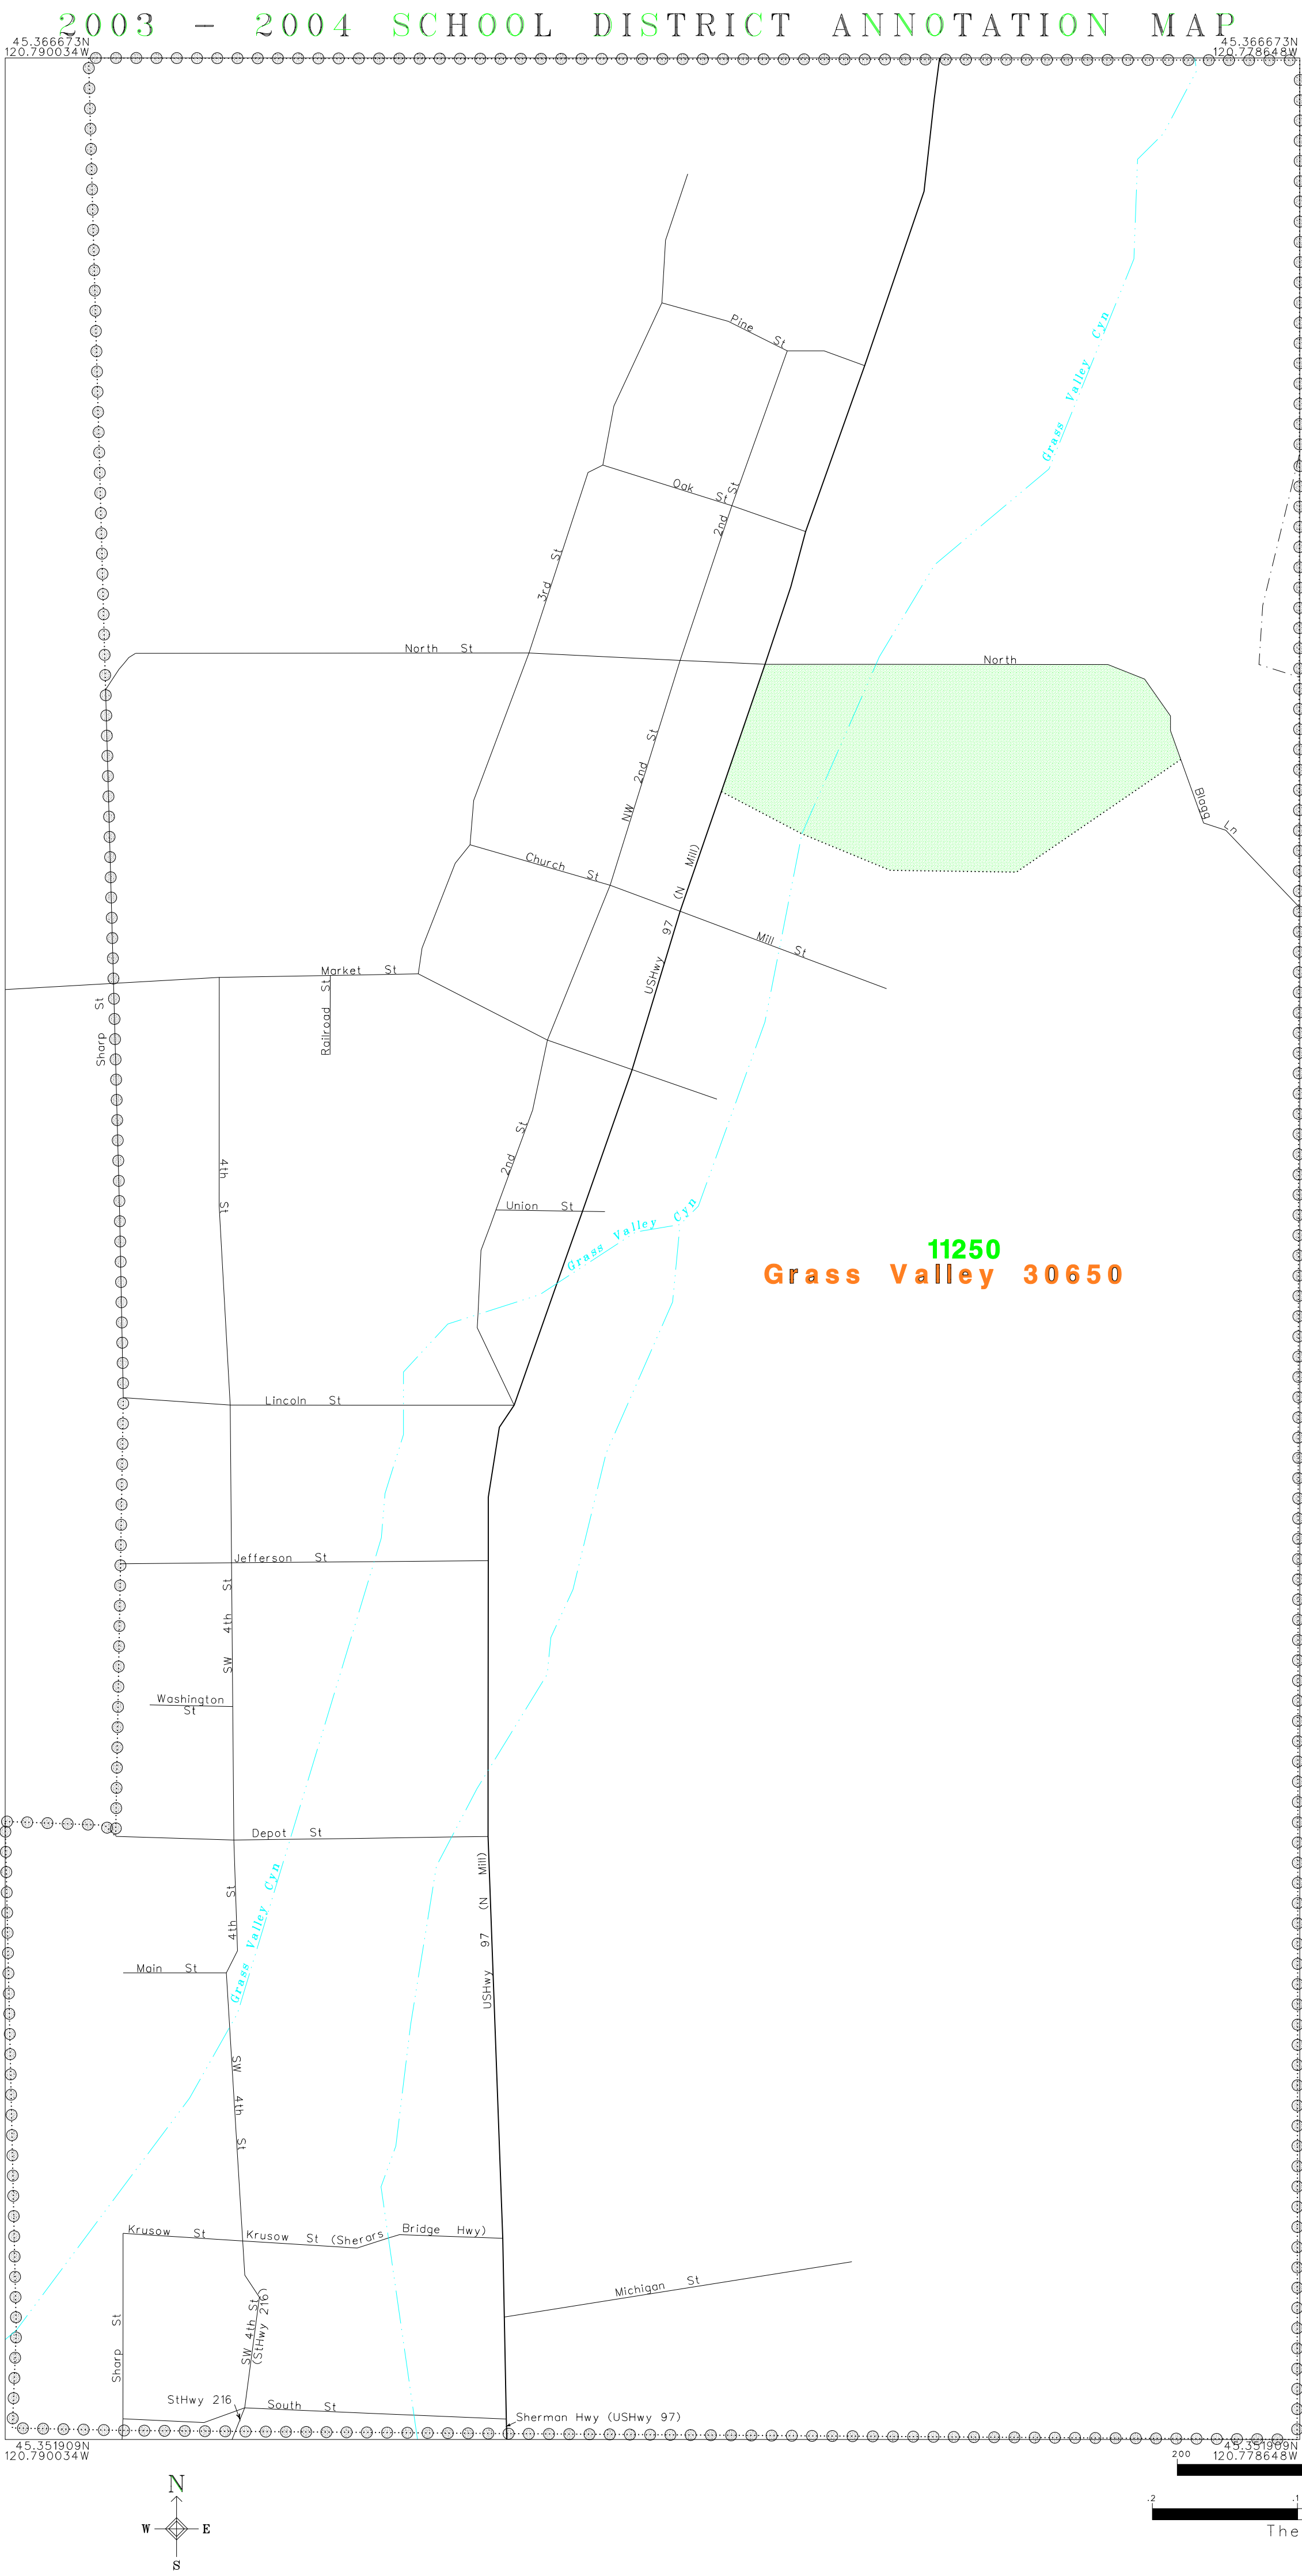 2003 - 2004 SCHOOL DISTRICT ANNOTATION MAP
45.366673N
120.790034W
45.366673N
120.778648W
Pine St
Grass Valley Cyn
Oak St
2nd St
3rd St
North St
North
NW 2nd St
Blagg Ln
Church St
USHwy 97 (N Mill)
Mill St
Market St
Railroad St
Sharp St
4th St
2nd St
Union St
Grass Valley Cyn
11250
Grass Valley 30650
Lincoln St
Jefferson St
SW 4th St
Washington
St
Depot St
4th St
Grass Valley Cyn
USHwy 97 (N Mill)
Main St
SW 4th St
Krusow St
Krusow St (Sherars Bridge Hwy)
Michigan St
Sharp St
SW 4th St
(StHwy 216)
StHwy 216
South St
Sherman Hwy (USHwy 97)
45.351909N
120.790034W
45.351909N
120.778648W
200
.2 .1
The
N
W E
S